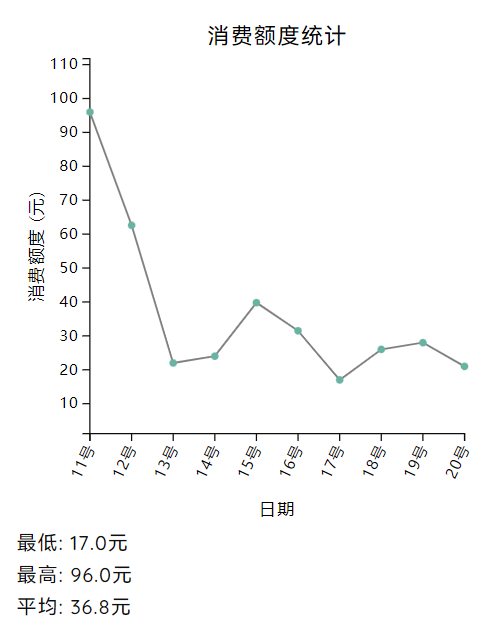 消费额度统计
110
100
90
80
70
60
50
40
30
20
10
消费额度 (元)
11号
12号
13号
14号
15号
16号
17号
18号
19号
20号
日期
最低: 17.0元
最高: 96.0元
平均: 36.8元